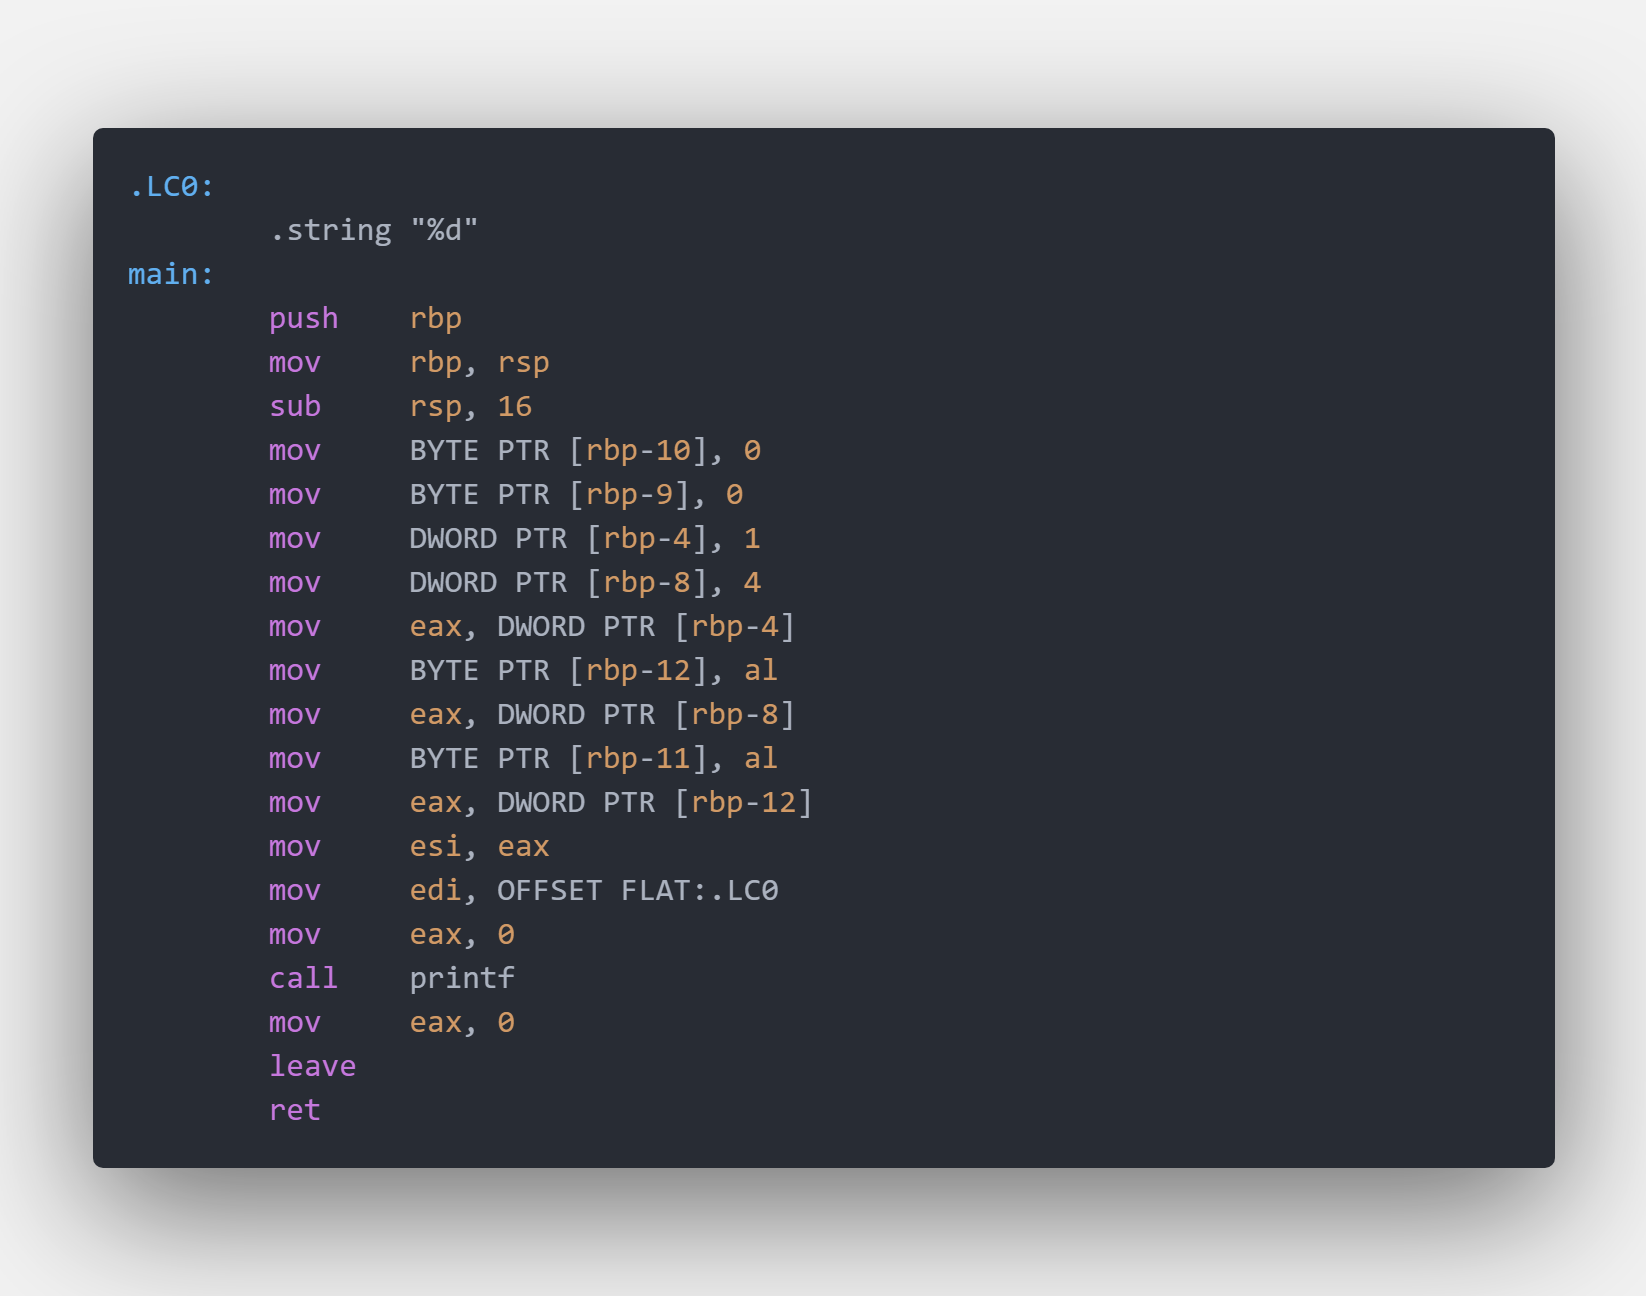 .LC0:
        .string "%d"
main:
        push    rbp
        mov     rbp, rsp
        sub     rsp, 16
        mov     BYTE PTR [rbp-10], 0
        mov     BYTE PTR [rbp-9], 0
        mov     DWORD PTR [rbp-4], 1
        mov     DWORD PTR [rbp-8], 4
        mov     eax, DWORD PTR [rbp-4]
        mov     BYTE PTR [rbp-12], al
        mov     eax, DWORD PTR [rbp-8]
        mov     BYTE PTR [rbp-11], al
        mov     eax, DWORD PTR [rbp-12]
        mov     esi, eax
        mov     edi, OFFSET FLAT:.LC0
        mov     eax, 0
        call    printf
        mov     eax, 0
        leave
        ret